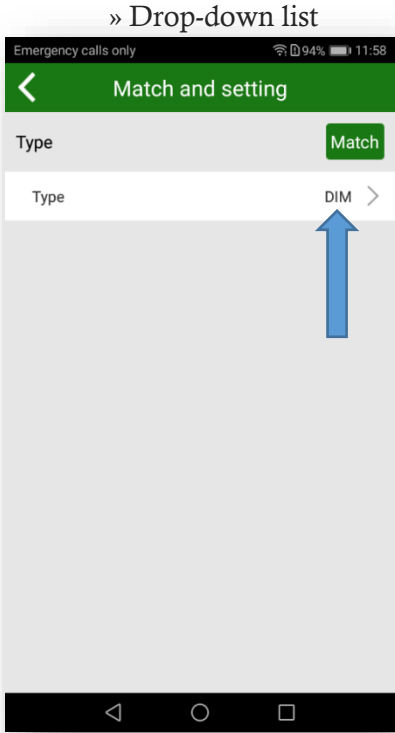 » Drop-down list
Emergency calls only 94% 11:58
Match and setting
Type Match
Type DIM